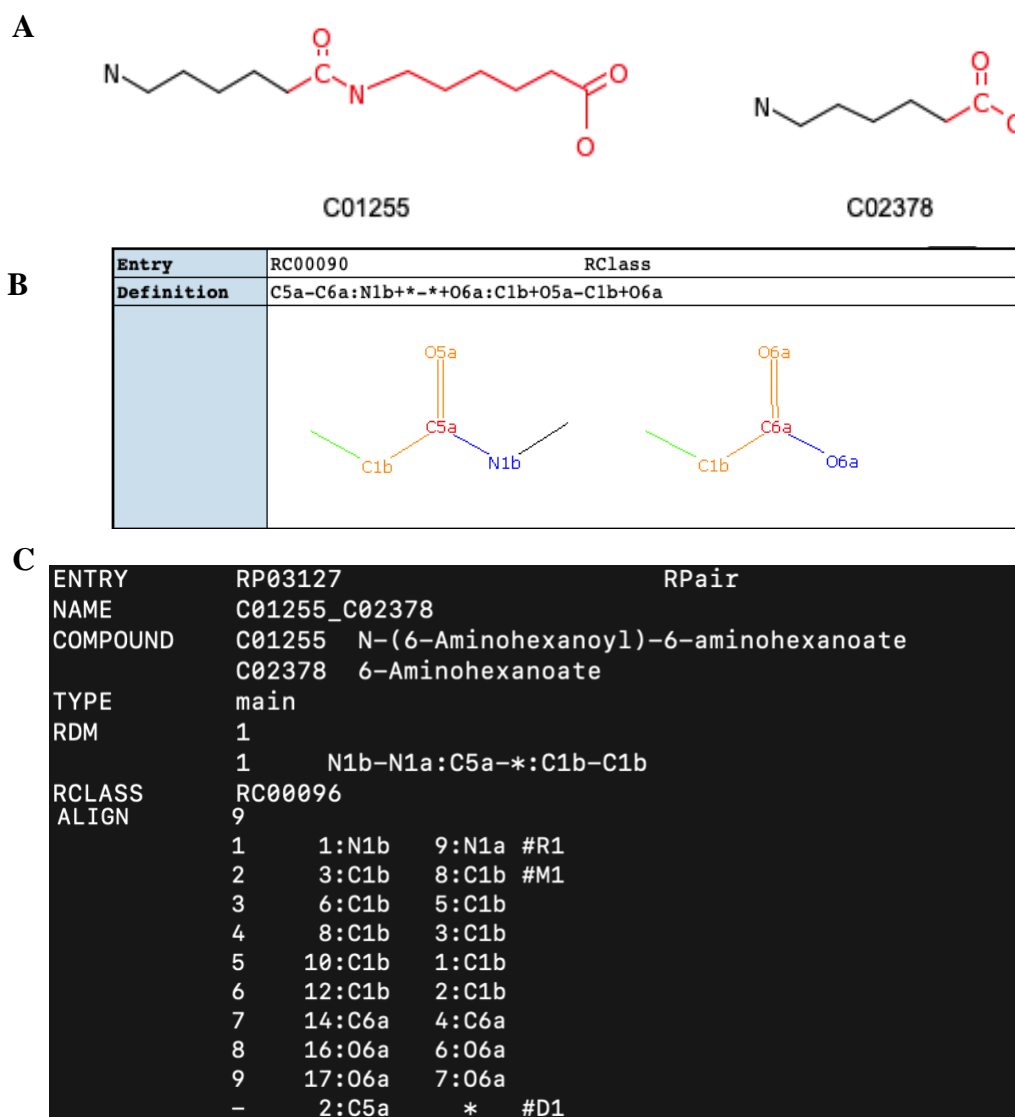 A
O
N
C
N
O
O
O
N
C
O
C01255
C02378
B
Entry RC00090 RClass
Definition C5a-C6a:N1b+*-*+O6a:C1b+O5a-C1b+O6a
O5a
O6a
C5a
C6a
C1b
N1b
C1b
O6a
C
ENTRY RP03127 RPair
NAME C01255_C02378
COMPOUND C01255 N-(6-Aminohexanoyl)-6-aminohexanoate
C02378 6-Aminohexanoate
TYPE main
RDM 1
1 N1b-N1a:C5a-*:C1b-C1b
RCLASS RC00096
ALIGN 9
1 1:N1b 9:N1a #R1
2 3:C1b 8:C1b #M1
3 6:C1b 5:C1b
4 8:C1b 3:C1b
5 10:C1b 1:C1b
6 12:C1b 2:C1b
7 14:C6a 4:C6a
8 16:O6a 6:O6a
9 17:O6a 7:O6a
- 2:C5a * #D1